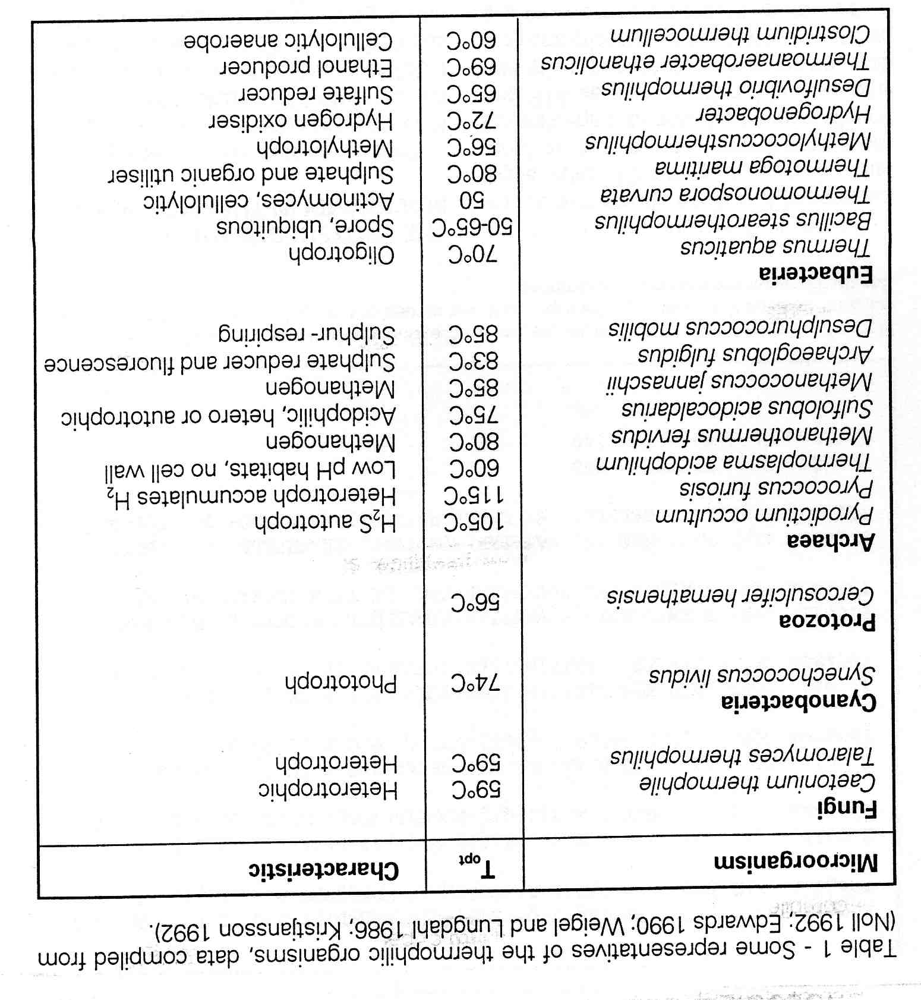 Table 1 - Some representatives of the thermophilic organisms, data compiled from
(Noll 1992; Edwards 1990; Weigel and Lungdahl 1986; Kristjansson 1992).
Microorganism Topt Characteristic
Fungi
Caetonium thermophile 59°C Heterotrophic
Talaromyces thermophilus 59°C Heterotroph
Cyanobacteria
Synechococcus lividus 74°C Phototroph
Protozoa
Cercosulcifer hemathensis 56°C
Archaea
Pyrodictium occultum 105°C H₂S autotroph
Pyrococcus furiosis 115°C Heterotroph accumulates H₂
Thermoplasma acidophilum 60°C Low pH habitats, no cell wall
Methanothermus fervidus 80°C Methanogen
Sulfolobus acidocaldarius 75°C Acidophilic, hetero or autotrophic
Methanococcus jannaschii 85°C Methanogen
Archaeoglobus fulgidus 83°C Sulphate reducer and fluorescence
Desulphurococcus mobilis 85°C Sulphur- respiring
Eubacteria
Thermus aquaticus 70°C Oligotroph
Bacillus stearothermophilus 50-65°C Spore, ubiquitous
Thermomonospora curvata 50 Actinomyces, cellulolytic
Thermotoga maritima 80°C Sulphate and organic utiliser
Methylococcusthermophilus 56°C Methylotroph
Hydrogenobacter 72°C Hydrogen oxidiser
Desulfovibrio thermophilus 65°C Sulfate reducer
Thermoanaerobacter ethanolicus 69°C Ethanol producer
Clostridium thermocellum 60°C Cellulolytic anaerobe